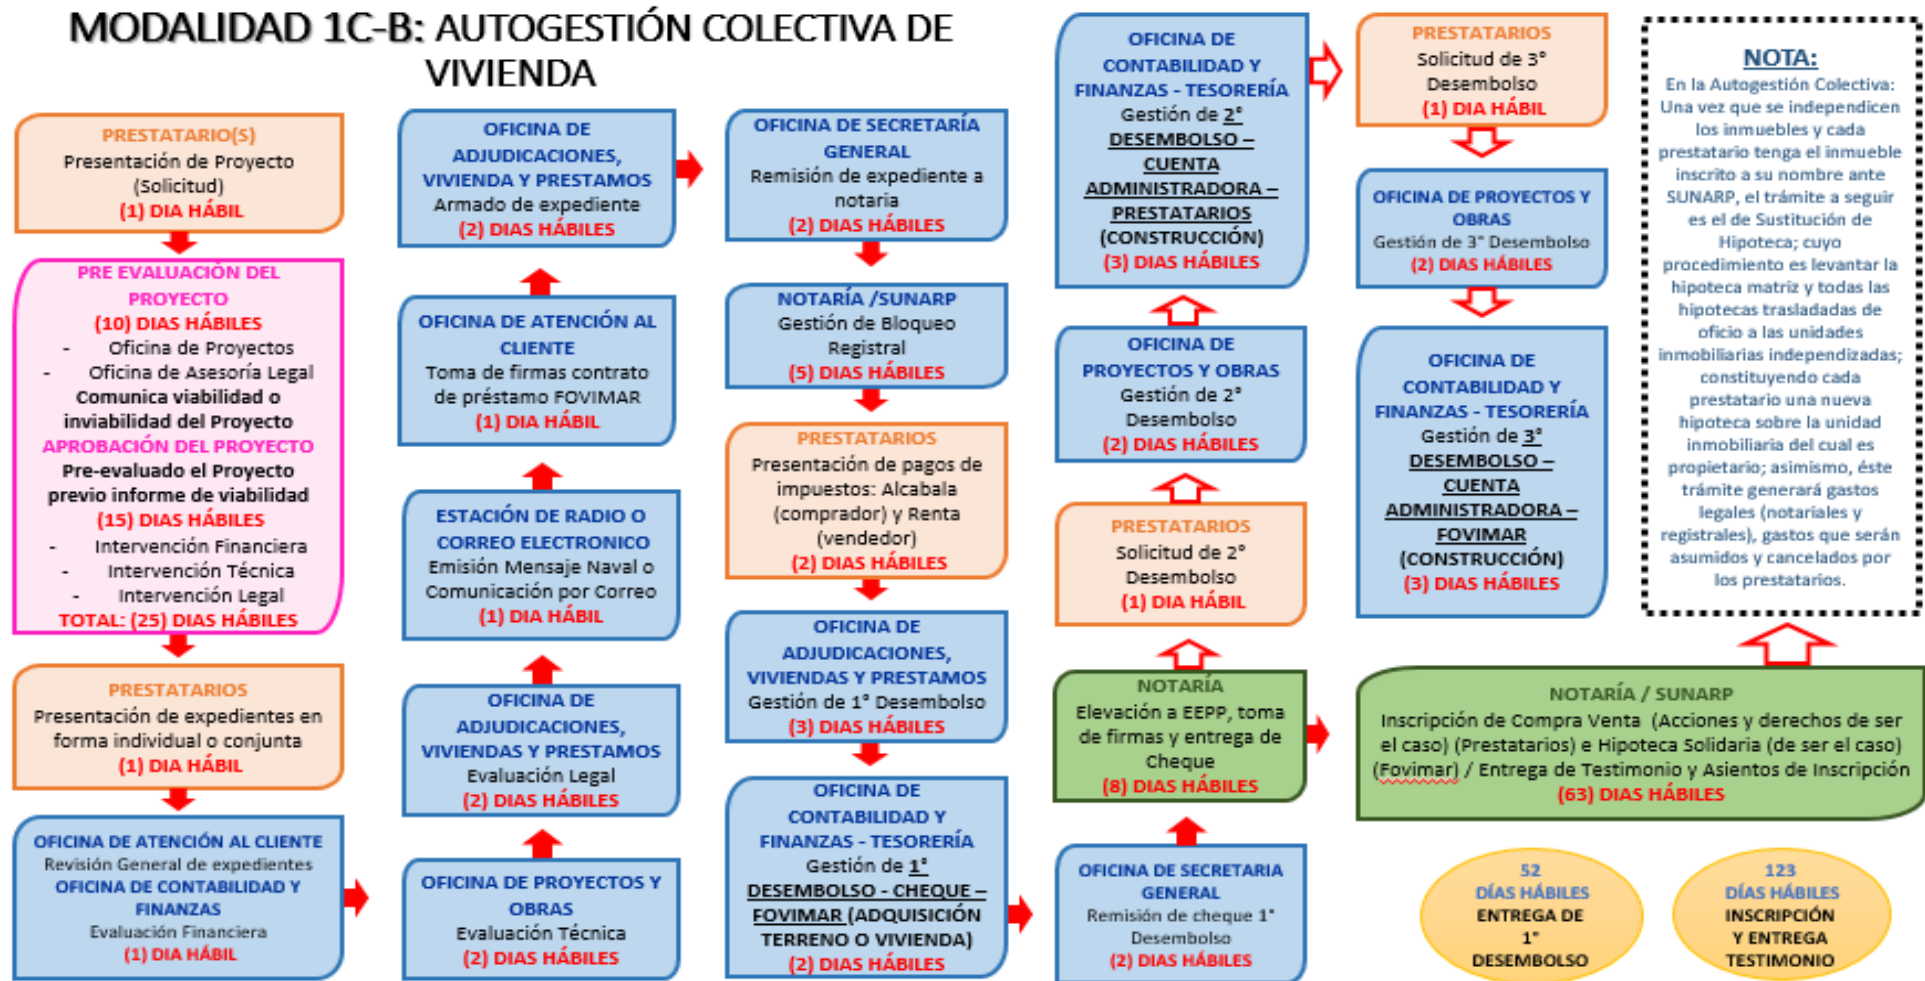 MODALIDAD 1C-B: AUTOGESTIÓN COLECTIVA DE
VIVIENDA
PRESTATARIO(S)
Presentación de Proyecto
(Solicitud)
(1) DIA HÁBIL
PRE EVALUACIÓN DEL
PROYECTO
(10) DIAS HÁBILES
- Oficina de Proyectos
- Oficina de Asesoría Legal
Comunica viabilidad o
inviabilidad del Proyecto
APROBACIÓN DEL PROYECTO
Pre-evaluado el Proyecto
previo informe de viabilidad
(15) DIAS HÁBILES
- Intervención Financiera
- Intervención Técnica
- Intervención Legal
TOTAL: (25) DIAS HÁBILES
PRESTATARIOS
Presentación de expedientes en
forma individual o conjunta
(1) DIA HÁBIL
OFICINA DE ATENCIÓN AL CLIENTE
Revisión General de expedientes
OFICINA DE CONTABILIDAD Y
FINANZAS
Evaluación Financiera
(1) DIA HÁBIL
OFICINA DE PROYECTOS Y
OBRAS
Evaluación Técnica
(2) DIAS HÁBILES
OFICINA DE
ADJUDICACIONES,
VIVIENDAS Y PRESTAMOS
Evaluación Legal
(2) DIAS HÁBILES
ESTACIÓN DE RADIO O
CORREO ELECTRONICO
Emisión Mensaje Naval o
Comunicación por Correo
(1) DIA HÁBIL
OFICINA DE ATENCIÓN AL
CLIENTE
Toma de firmas contrato
de préstamo FOVIMAR
(1) DIA HÁBIL
OFICINA DE
ADJUDICACIONES,
VIVIENDA Y PRESTAMOS
Armado de expediente
(2) DIAS HÁBILES
OFICINA DE SECRETARÍA
GENERAL
Remisión de expediente a
notaria
(2) DIAS HÁBILES
NOTARÍA /SUNARP
Gestión de Bloqueo
Registral
(5) DIAS HÁBILES
PRESTATARIOS
Presentación de pagos de
impuestos: Alcabala
(comprador) y Renta
(vendedor)
(2) DIAS HÁBILES
OFICINA DE
ADJUDICACIONES,
VIVIENDAS Y PRESTAMOS
Gestión de 1° Desembolso
(3) DIAS HÁBILES
OFICINA DE
CONTABILIDAD Y
FINANZAS - TESORERÍA
Gestión de 1°
DESEMBOLSO - CHEQUE –
FOVIMAR (ADQUISICIÓN
TERRENO O VIVIENDA)
(2) DIAS HÁBILES
OFICINA DE SECRETARIA
GENERAL
Remisión de cheque 1°
Desembolso
(2) DIAS HÁBILES
NOTARÍA
Elevación a EEPP, toma
de firmas y entrega de
Cheque
(8) DIAS HÁBILES
PRESTATARIOS
Solicitud de 2°
Desembolso
(1) DIA HÁBIL
OFICINA DE
PROYECTOS Y OBRAS
Gestión de 2°
Desembolso
(2) DIAS HÁBILES
OFICINA DE
CONTABILIDAD Y
FINANZAS - TESORERÍA
Gestión de 2°
DESEMBOLSO –
CUENTA
ADMINISTRADORA –
PRESTATARIOS
(CONSTRUCCIÓN)
(3) DIAS HÁBILES
PRESTATARIOS
Solicitud de 3°
Desembolso
(1) DIA HÁBIL
OFICINA DE PROYECTOS Y
OBRAS
Gestión de 3° Desembolso
(2) DIAS HÁBILES
OFICINA DE
CONTABILIDAD Y
FINANZAS - TESORERÍA
Gestión de 3°
DESEMBOLSO –
CUENTA
ADMINISTRADORA –
FOVIMAR
(CONSTRUCCIÓN)
(3) DIAS HÁBILES
NOTARÍA / SUNARP
Inscripción de Compra Venta (Acciones y derechos de ser
el caso) (Prestatarios) e Hipoteca Solidaria (de ser el caso)
(Fovimar) / Entrega de Testimonio y Asientos de Inscripción
(63) DIAS HÁBILES
NOTA:
En la Autogestión Colectiva:
Una vez que se independicen
los inmuebles y cada
prestatario tenga el inmueble
inscrito a su nombre ante
SUNARP, el trámite a seguir
es el de Sustitución de
Hipoteca; cuyo
procedimiento es levantar la
hipoteca matriz y todas las
hipotecas trasladadas de
oficio a las unidades
inmobiliarias independizadas;
constituyendo cada
prestatario una nueva
hipoteca sobre la unidad
inmobiliaria del cual es
propietario; asimismo, éste
trámite generará gastos
legales (notariales y
registrales), gastos que serán
asumidos y cancelados por
los prestatarios.
52
DÍAS HÁBILES
ENTREGA DE
1°
DESEMBOLSO
123
DÍAS HÁBILES
INSCRIPCIÓN
Y ENTREGA
TESTIMONIO